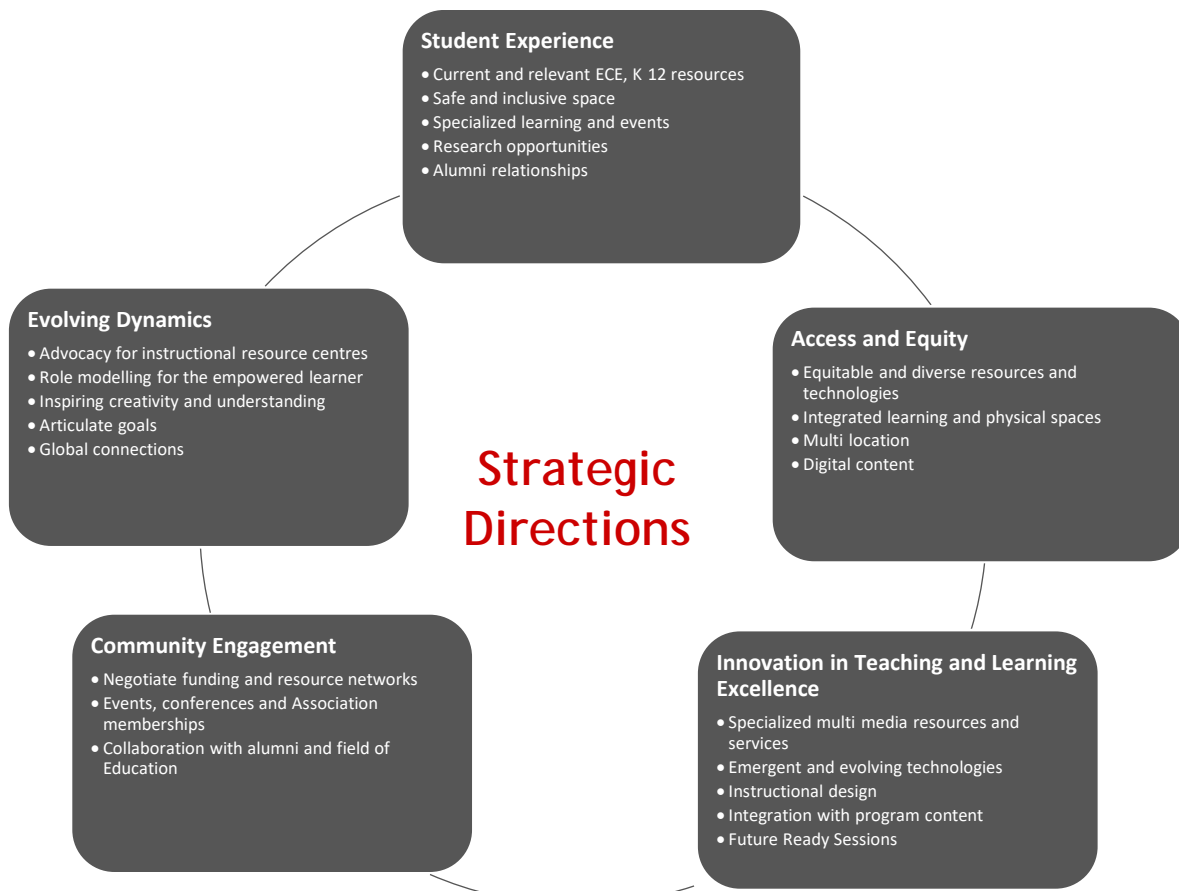 Student Experience
• Current and relevant ECE, K 12 resources
• Safe and inclusive space
• Specialized learning and events
• Research opportunities
• Alumni relationships
Access and Equity
• Equitable and diverse resources and
technologies
• Integrated learning and physical spaces
• Multi location
• Digital content
Innovation in Teaching and Learning
Excellence
• Specialized multi media resources and
services
• Emergent and evolving technologies
• Instructional design
• Integration with program content
• Future Ready Sessions
Community Engagement
• Negotiate funding and resource networks
• Events, conferences and Association
memberships
• Collaboration with alumni and field of
Education
Evolving Dynamics
• Advocacy for instructional resource centres
• Role modelling for the empowered learner
• Inspiring creativity and understanding
• Articulate goals
• Global connections
Strategic
Directions